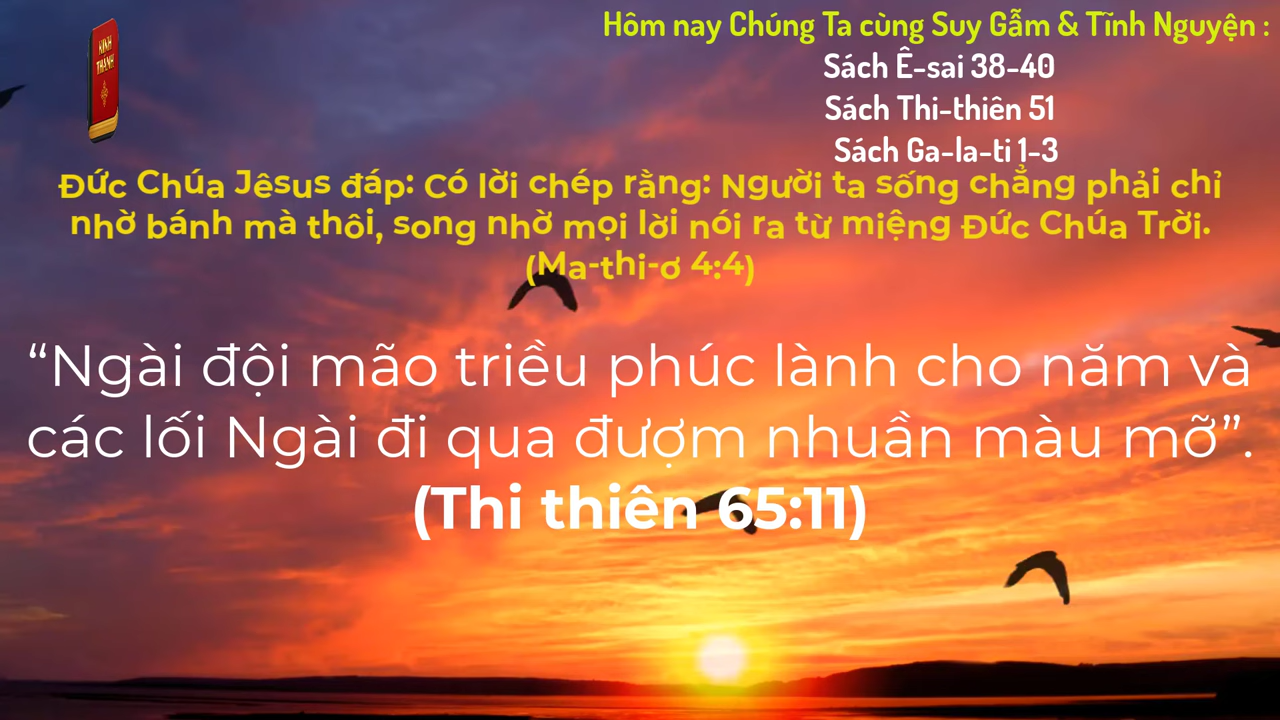 KINH
THANH
Hôm nay Chúng Ta cùng Suy Gẫm & Tĩnh Nguyện :
Sách Ê-sai 38-40
Sách Thi-thiên 51
Sách Ga-la-ti 1-3
Đức Chúa Jêsus đáp: Có lời chép rằng: Người ta sống chẳng phải chỉ
nhờ bánh mà thôi, song nhờ mọi lời nói ra từ miệng Đức Chúa Trời.
(Ma-thi-ơ 4:4)
“Ngài đội mão triều phúc lành cho năm và
các lối Ngài đi qua đượm nhuần màu mỡ”.
(Thi thiên 65:11)